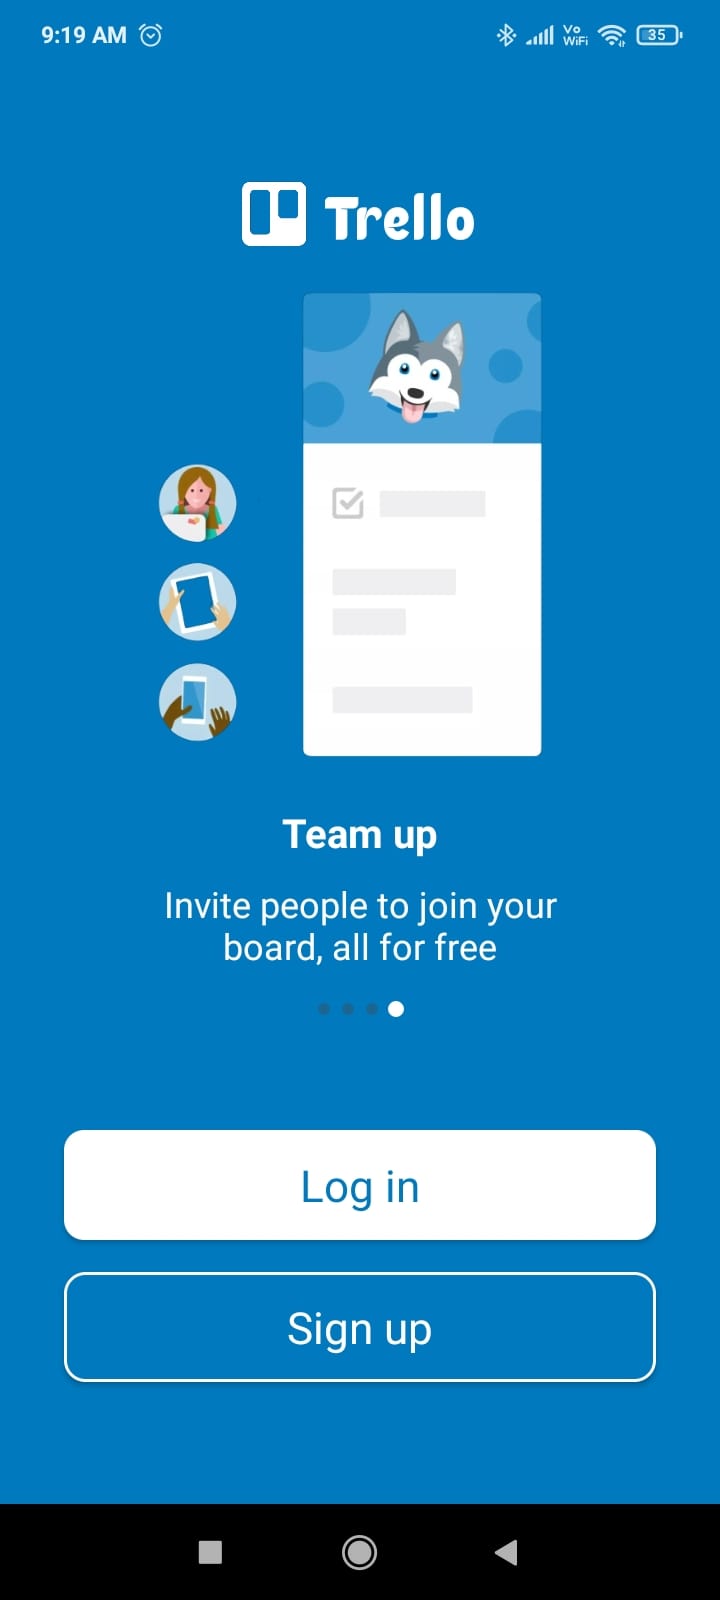 9:19 AM
Vo
WiFi
35
Trello
Team up
Invite people to join your
board, all for free
Log in
Sign up